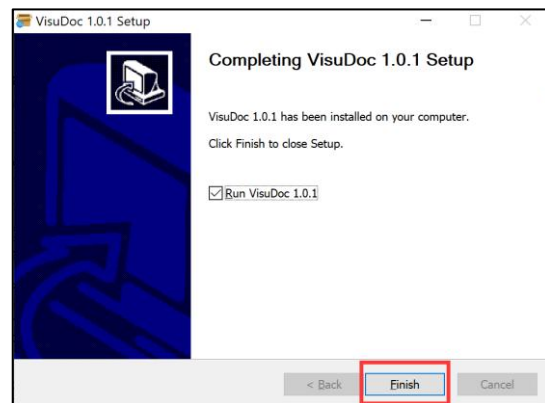 VisuDoc 1.0.1 Setup
Completing VisuDoc 1.0.1 Setup
VisuDoc 1.0.1 has been installed on your computer.
Click Finish to close Setup.
Run VisuDoc 1.0.1
< Back Finish Cancel